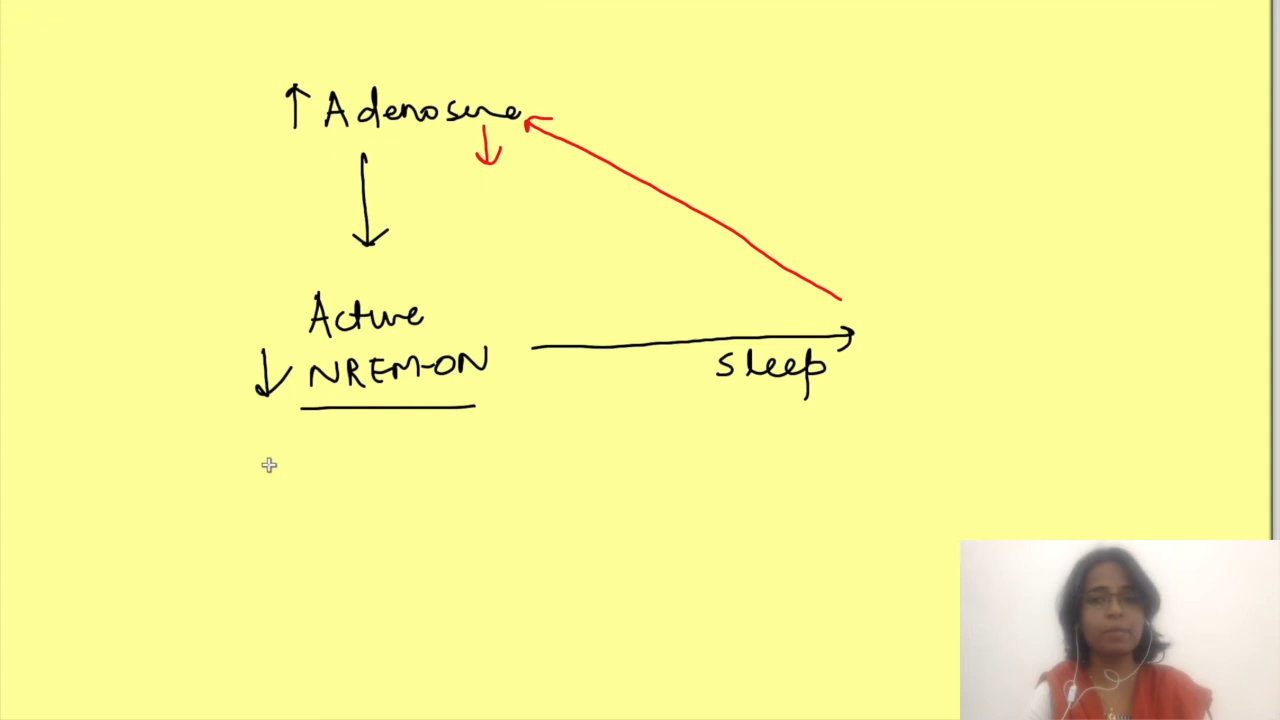 ↑ Adenosine
↓
Active
↓ NREM-ON
sleep